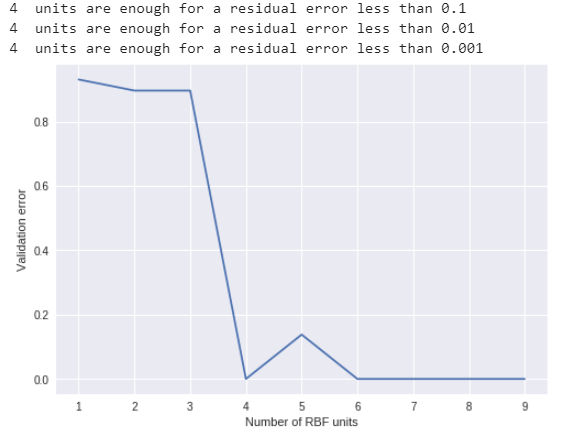 4 units are enough for a residual error less than 0.1
4 units are enough for a residual error less than 0.01
4 units are enough for a residual error less than 0.001
Validation error
0.8
0.6
0.4
0.2
0.0
1 2 3 4 5 6 7 8 9
Number of RBF units